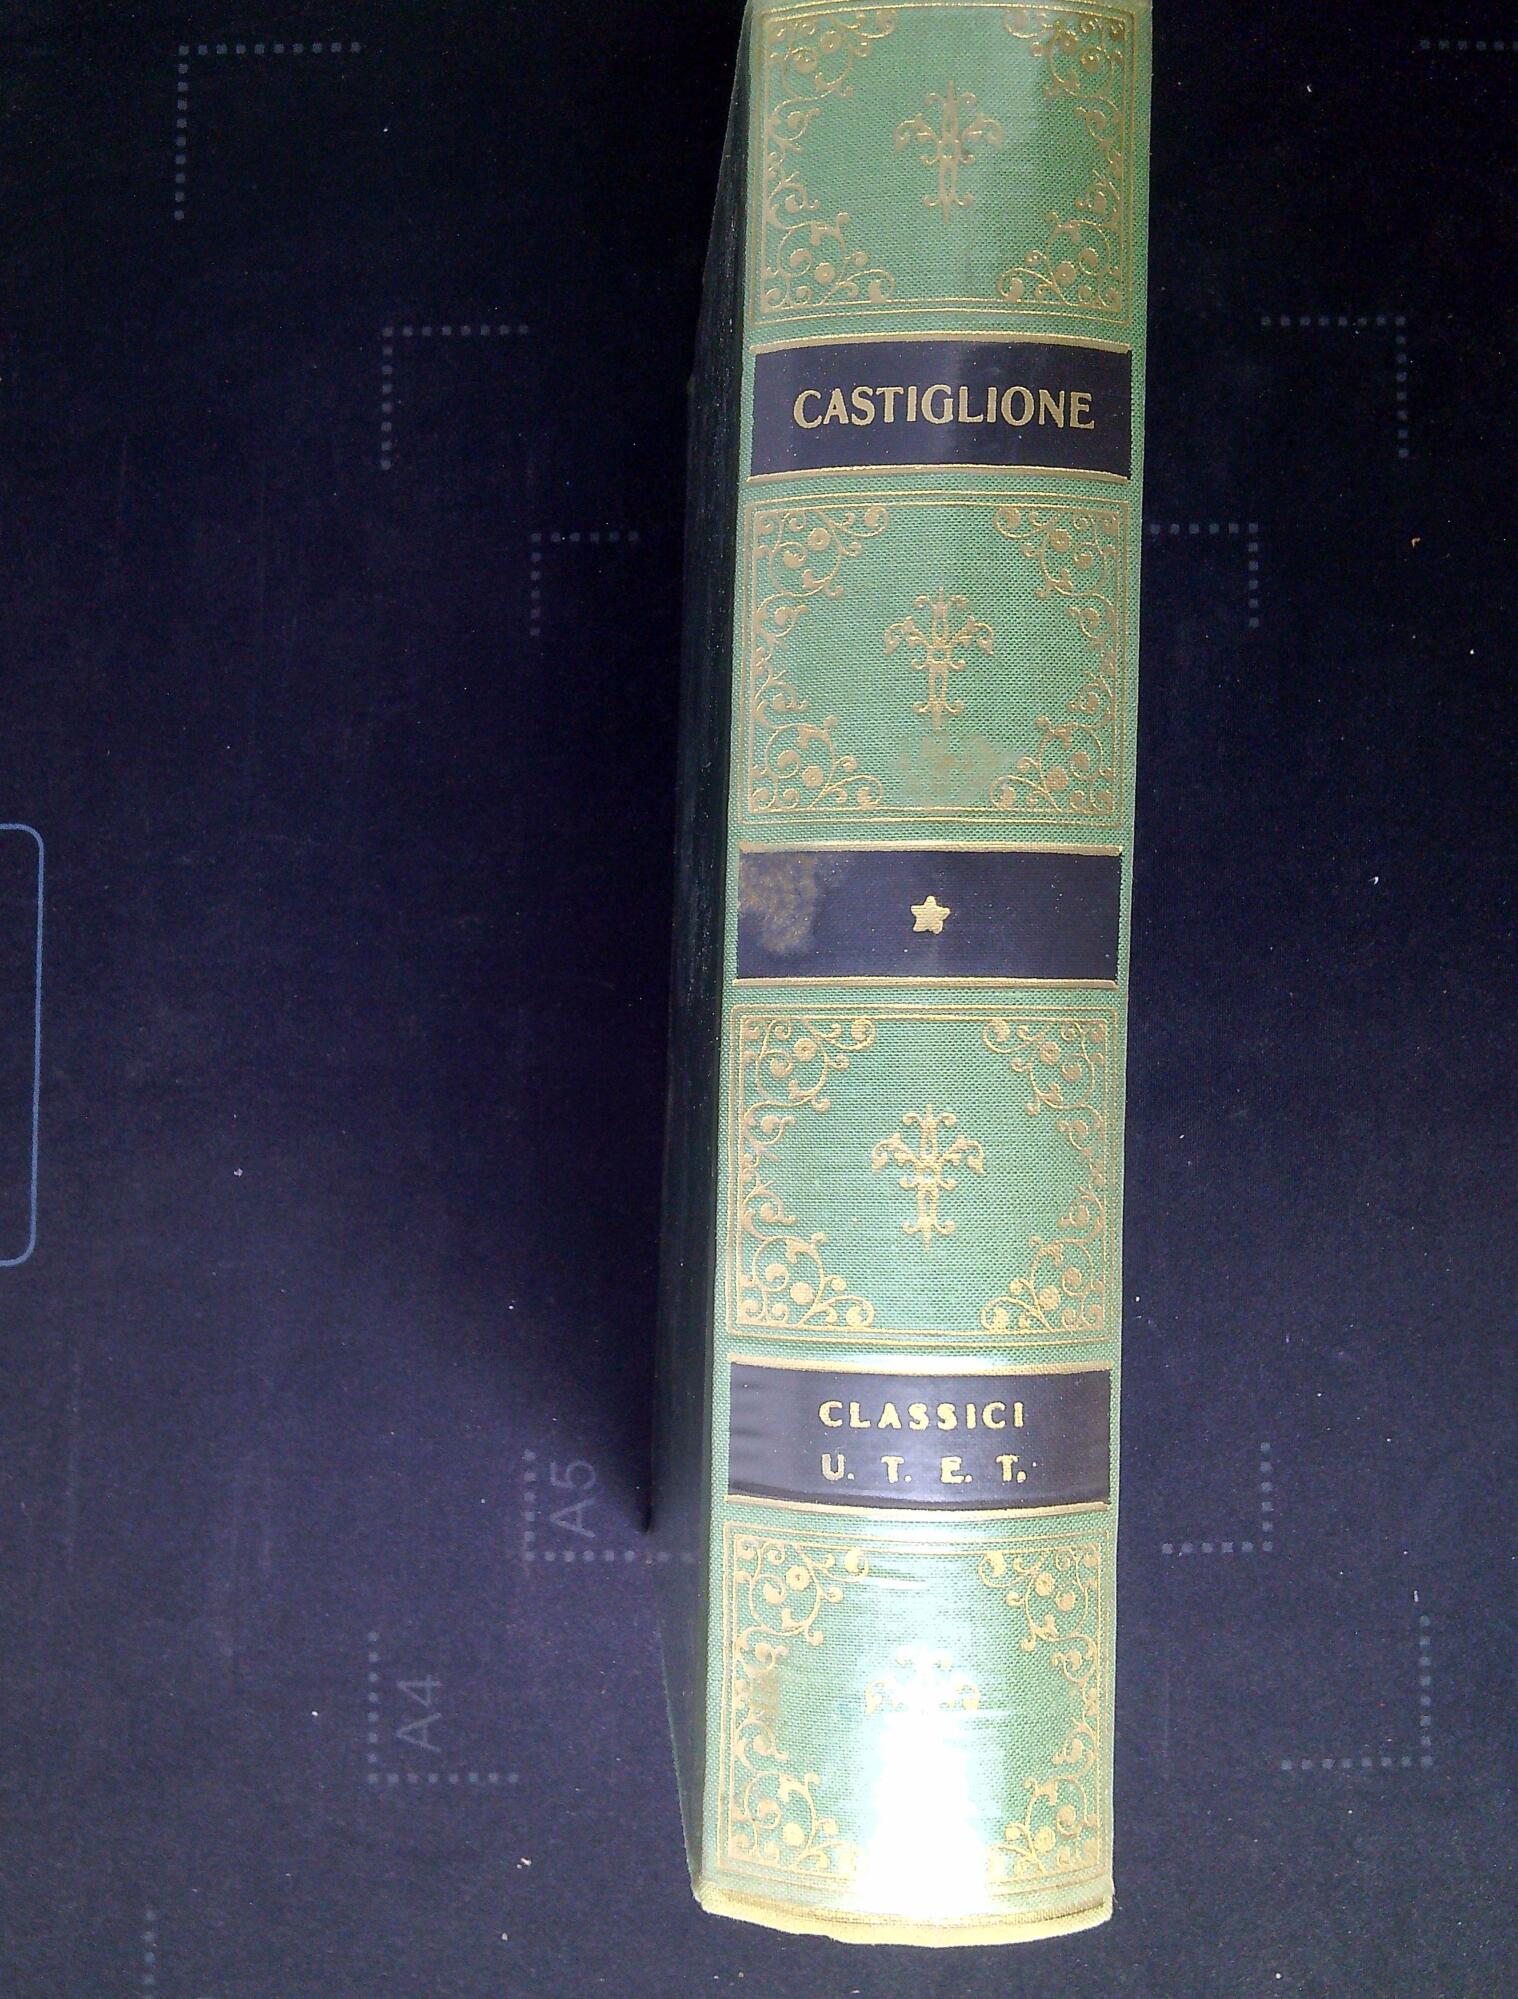 CASTIGLIONE
CLASSICI
U. T. E. T.
A5
A4